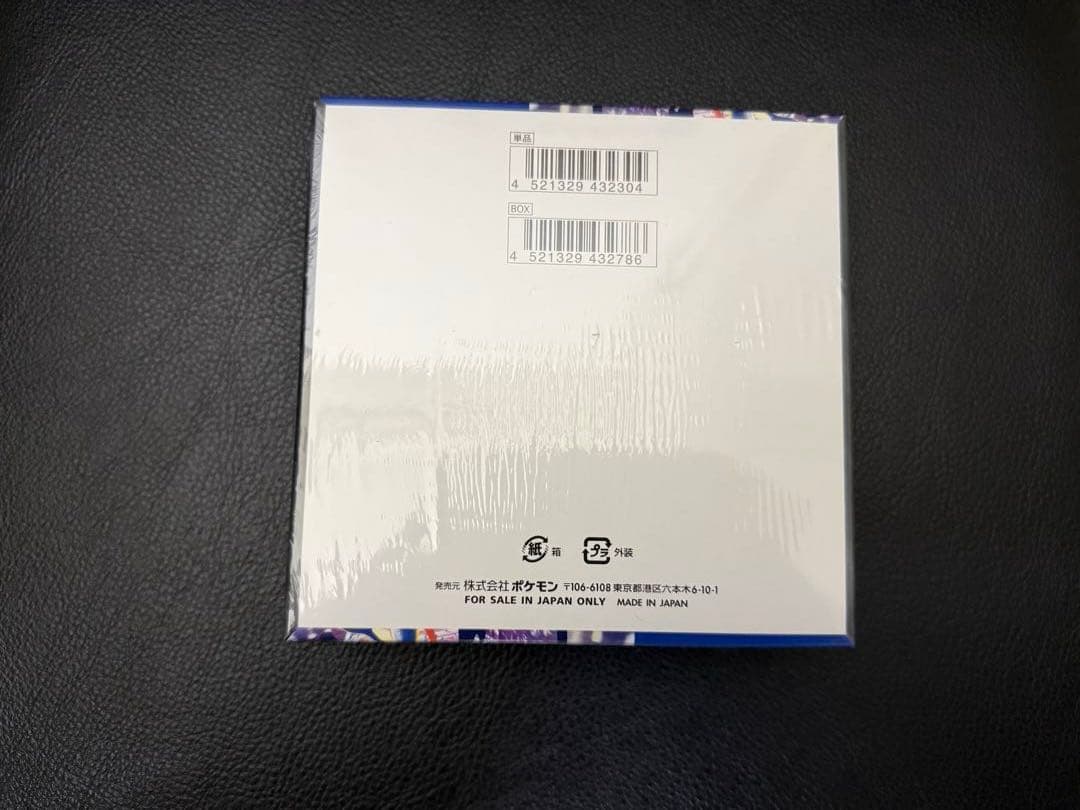 単品
4 521329 432304
BOX
4 521329 432786
紙 箱 プラ 外装
発売元 株式会社ポケモン 〒106-6108 東京都港区六本木6-10-1
FOR SALE IN JAPAN ONLY MADE IN JAPAN